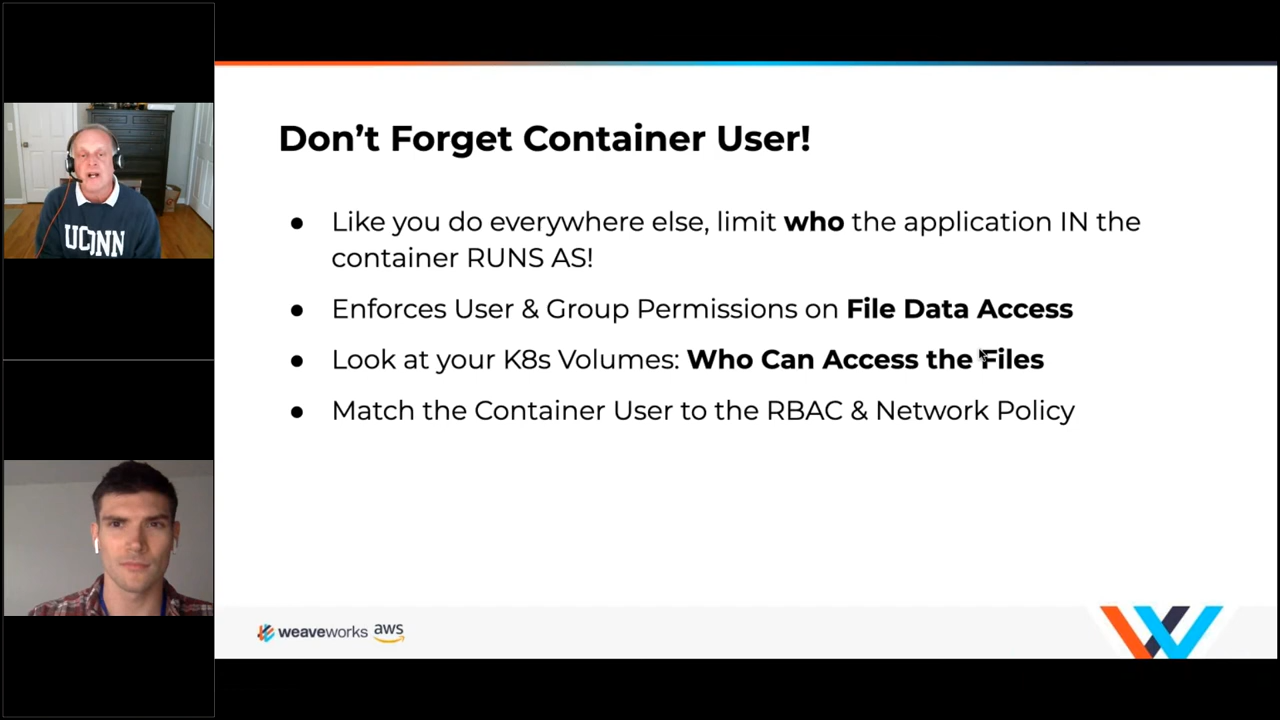 Don’t Forget Container User!
● Like you do everywhere else, limit who the application IN the
container RUNS AS!
● Enforces User & Group Permissions on File Data Access
● Look at your K8s Volumes: Who Can Access the Files
● Match the Container User to the RBAC & Network Policy
UCONN
weaveworks aws